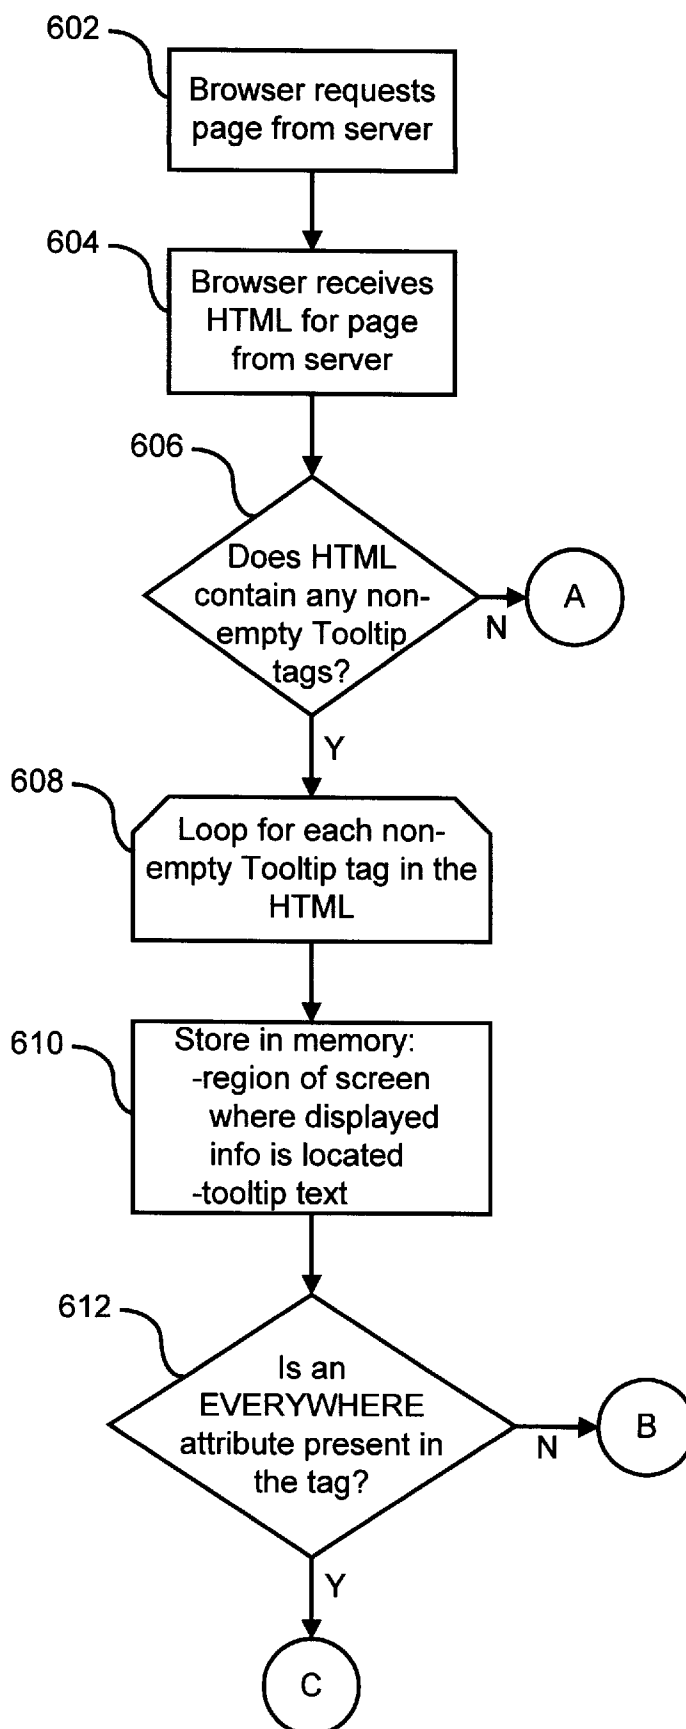 602
Browser requests
page from server
604
Browser receives
HTML for page
from server
606
Does HTML
contain any non-
empty Tooltip
tags?
N
A
Y
608
Loop for each non-
empty Tooltip tag in the
HTML
610
Store in memory:
-region of screen
where displayed
info is located
-tooltip text
612
Is an
EVERYWHERE
attribute present in
the tag?
N
B
Y
C